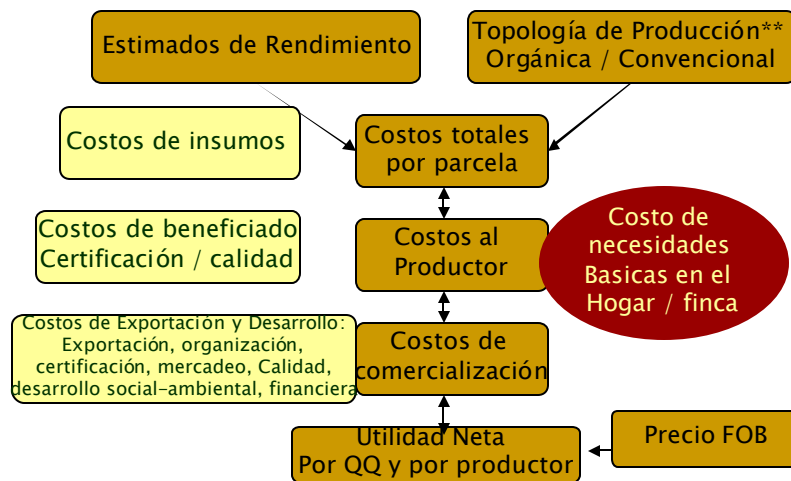 Estimados de Rendimiento
Topología de Producción**
Orgánica / Convencional
Costos de insumos
Costos totales
por parcela
Costos de beneficiado
Certificación / calidad
Costos al
Productor
Costo de
necesidades
Basicas en el
Hogar / finca
Costos de Exportación y Desarrollo:
Exportación, organización,
certificación, mercadeo, Calidad,
desarrollo social-ambiental, financiera
Costos de
comercialización
Utilidad Neta
Por QQ y por productor
Precio FOB